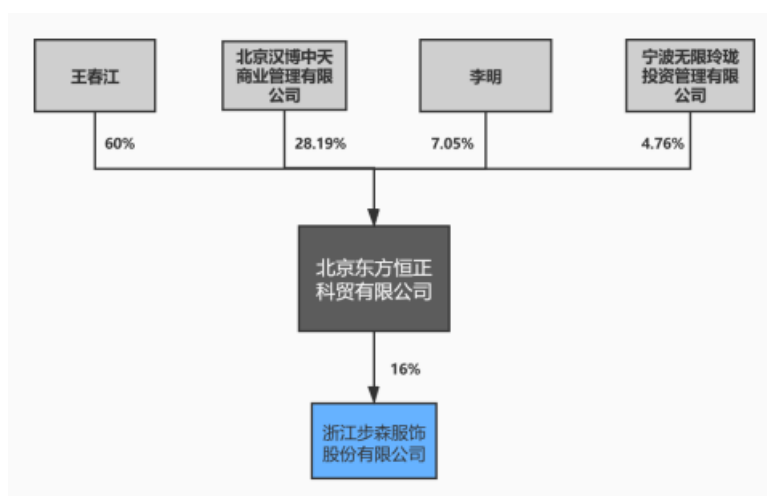 王春江
北京汉博中天
商业管理有限
公司
李明
宁波无限玲珑
投资管理有限
公司
60%
28.19%
7.05%
4.76%
北京东方恒正
科贸有限公司
16%
浙江步森服饰
股份有限公司